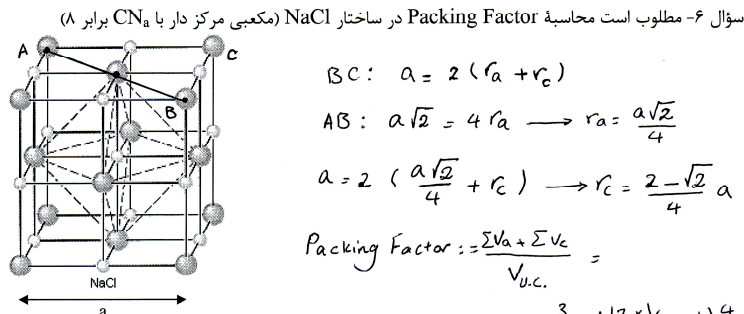 سؤال ۶- مطلوب است محاسبهٔ Packing Factor در ساختار NaCl (مکعبی مرکز دار با CNa برابر ۸)
A
C
B
BC: a = 2 (ra + rc)
AB: a√2 = 4 ra ⟶ ra = a√2/4
a = 2 ( a√2/4 + rc ) ⟶ rc = 2-√2/4 a
Packing Factor: = ΣVa + ΣVc / VU.C. =
NaCl
a